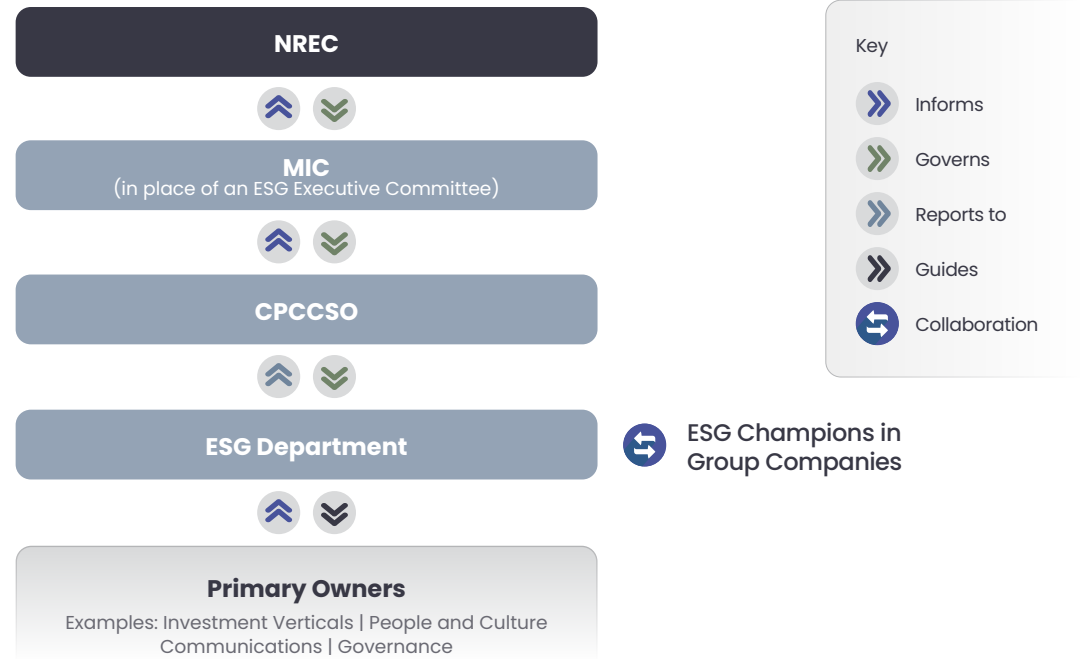 NREC
MIC
(in place of an ESG Executive Committee)
CPCCSO
ESG Department
ESG Champions in
Group Companies
Primary Owners
Examples: Investment Verticals | People and Culture
Communications | Governance
Key
Informs
Governs
Reports to
Guides
Collaboration